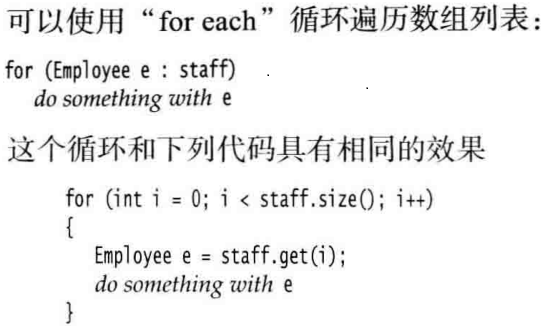 可以使用“for each”循环遍历数组列表：
for (Employee e : staff)
do something with e
这个循环和下列代码具有相同的效果
for (int i = 0; i < staff.size(); i++)
{
Employee e = staff.get(i);
do something with e
}